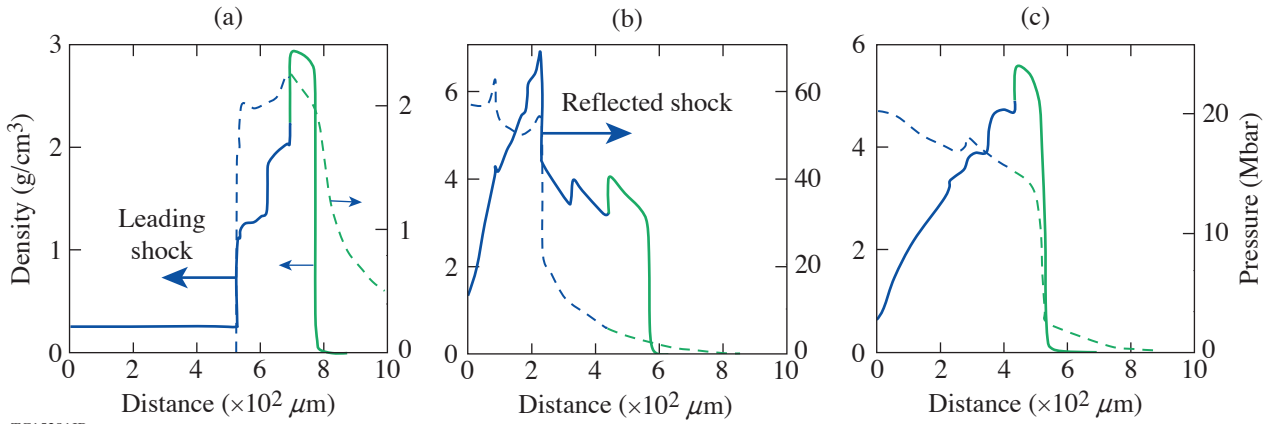 (a)
(b)
(c)
Density (g/cm³)
3
2
1
0
Leading
shock
2
1
0
0 2 4 6 8 10
Distance (×10² μm)
6
4
2
0
Reflected shock
60
40
20
0
0 2 4 6 8 10
Distance (×10² μm)
6
4
2
0
20
10
0
Pressure (Mbar)
0 2 4 6 8 10
Distance (×10² μm)